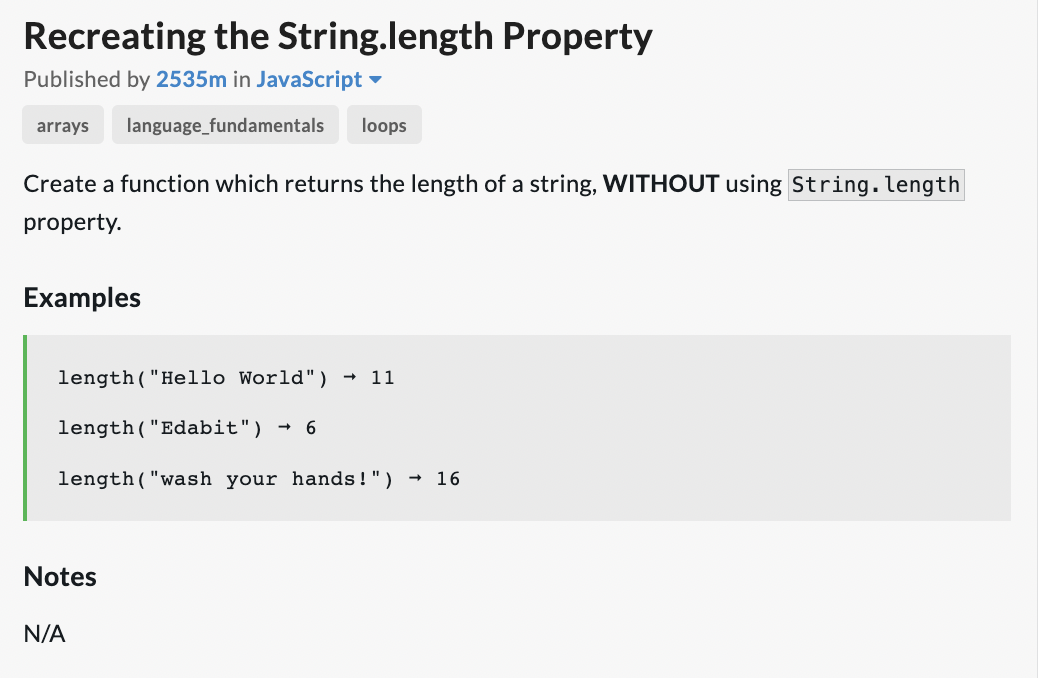 Recreating the String.length Property
Published by 2535m in JavaScript
arrays language_fundamentals loops
Create a function which returns the length of a string, WITHOUT using String.length
property.
Examples
length("Hello World") → 11
length("Edabit") → 6
length("wash your hands!") → 16
Notes
N/A